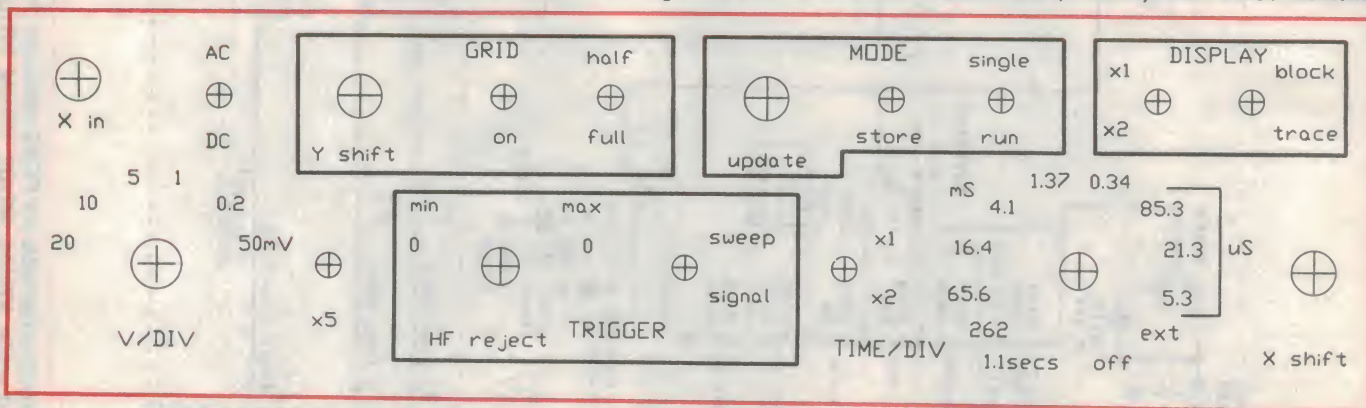 AC
GRID
half
MODE
single
DISPLAY
x1
block
X in
DC
Y shift
on
full
update
store
run
x2
trace
5
1
10
0.2
20
50mV
x5
V/DIV
min
max
0
0
sweep
signal
HF reject
TRIGGER
x1
x2
TIME/DIV
mS
1.37
0.34
4.1
85.3
16.4
21.3
uS
65.6
5.3
262
ext
1.1secs
off
X shift